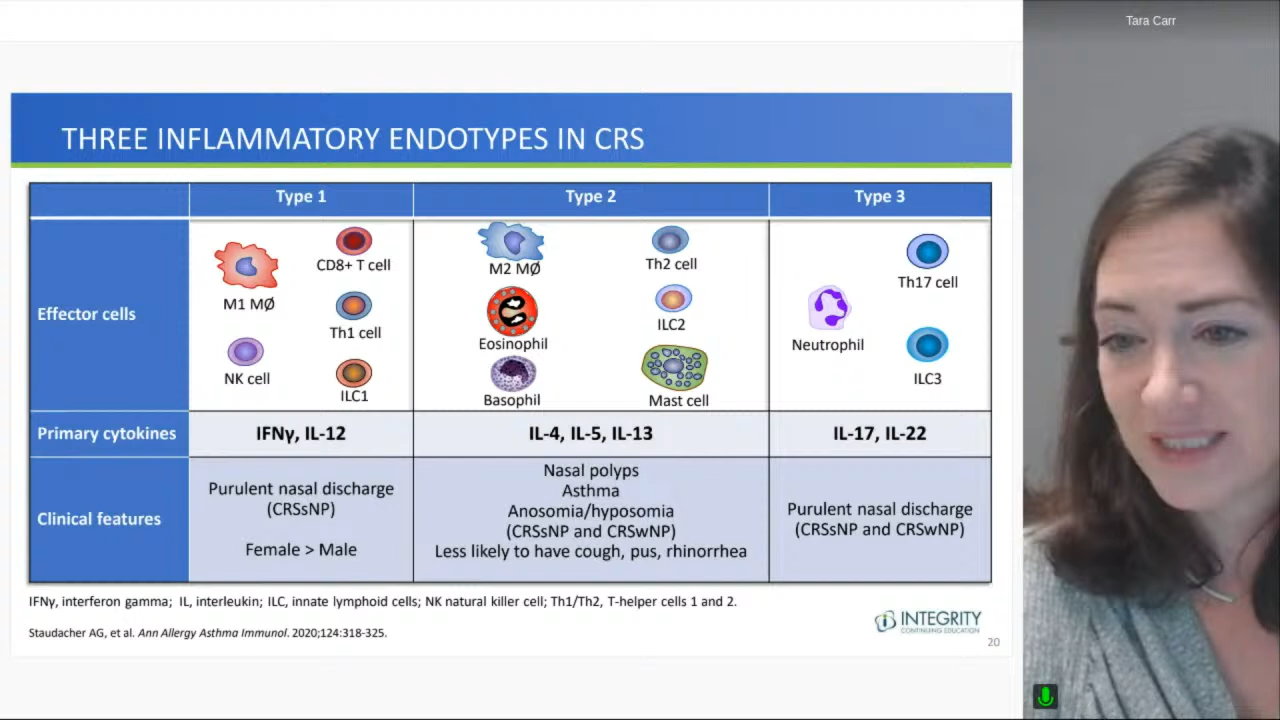 Tara Carr
THREE INFLAMMATORY ENDOTYPES IN CRS
Type 1
Type 2
Type 3
Effector cells
M1 MØ
CD8+ T cell
Th1 cell
NK cell
ILC1
M2 MØ
Th2 cell
Eosinophil
ILC2
Basophil
Mast cell
Neutrophil
Th17 cell
ILC3
Primary cytokines
IFNγ, IL-12
IL-4, IL-5, IL-13
IL-17, IL-22
Clinical features
Purulent nasal discharge
(CRSsNP)
Female > Male
Nasal polyps
Asthma
Anosomia/hyposomia
(CRSsNP and CRSwNP)
Less likely to have cough, pus, rhinorrhea
Purulent nasal discharge
(CRSsNP and CRSwNP)
IFNγ, interferon gamma; IL, interleukin; ILC, innate lymphoid cells; NK natural killer cell; Th1/Th2, T-helper cells 1 and 2.
Staudacher AG, et al. Ann Allergy Asthma Immunol. 2020;124:318-325.
INTEGRITY
CONTINUING EDUCATION
20